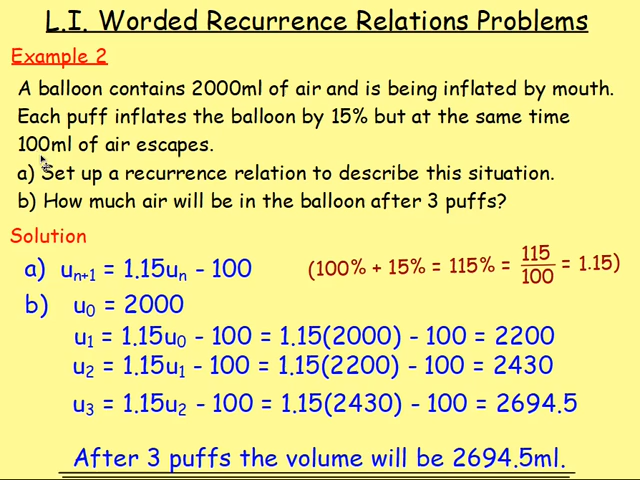 L.I. Worded Recurrence Relations Problems
Example 2
A balloon contains 2000ml of air and is being inflated by mouth.
Each puff inflates the balloon by 15% but at the same time
100ml of air escapes.
a) Set up a recurrence relation to describe this situation.
b) How much air will be in the balloon after 3 puffs?
Solution
a) uₙ₊₁ = 1.15uₙ - 100 (100% + 15% = 115% = 115/100 = 1.15)
b) u₀ = 2000
u₁ = 1.15u₀ - 100 = 1.15(2000) - 100 = 2200
u₂ = 1.15u₁ - 100 = 1.15(2200) - 100 = 2430
u₃ = 1.15u₂ - 100 = 1.15(2430) - 100 = 2694.5
After 3 puffs the volume will be 2694.5ml.